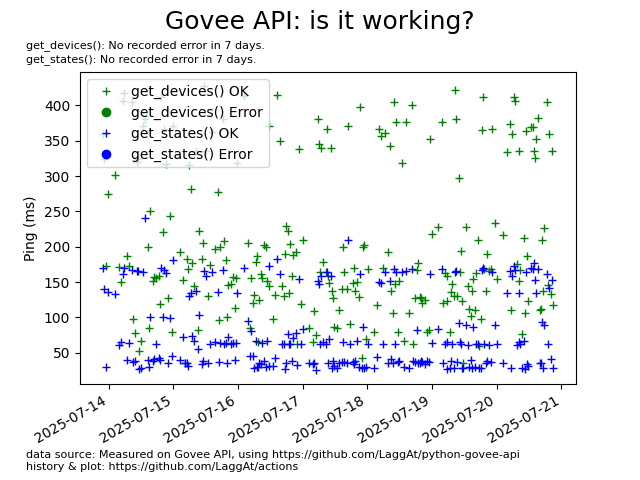 Govee API: is it working?
get_devices(): No recorded error in 7 days.
get_states(): No recorded error in 7 days.
get_devices() OK
get_devices() Error
get_states() OK
get_states() Error
Ping (ms)
400
350
300
250
200
150
100
50
2025-07-14
2025-07-15
2025-07-16
2025-07-17
2025-07-18
2025-07-19
2025-07-20
2025-07-21
data source: Measured on Govee API, using https://github.com/LaggAt/python-govee-api
history & plot: https://github.com/LaggAt/actions